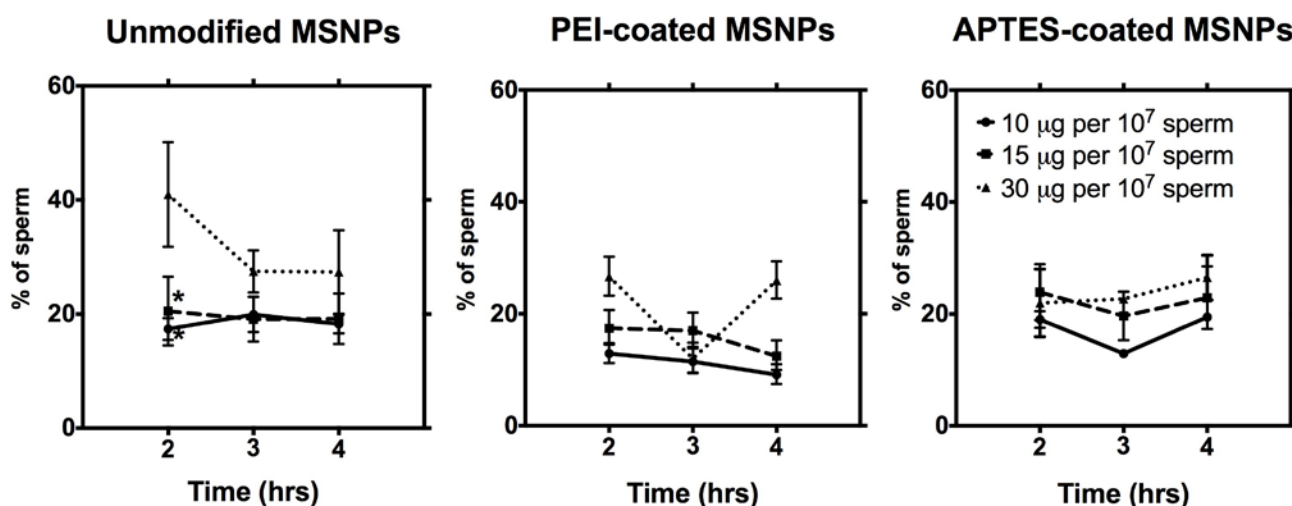 Unmodified MSNPs
60
40
20
0
% of sperm
*
*
2 3 4
Time (hrs)
PEI-coated MSNPs
60
40
20
0
% of sperm
2 3 4
Time (hrs)
APTES-coated MSNPs
60
40
20
0
% of sperm
10 μg per 10⁷ sperm
15 μg per 10⁷ sperm
30 μg per 10⁷ sperm
2 3 4
Time (hrs)